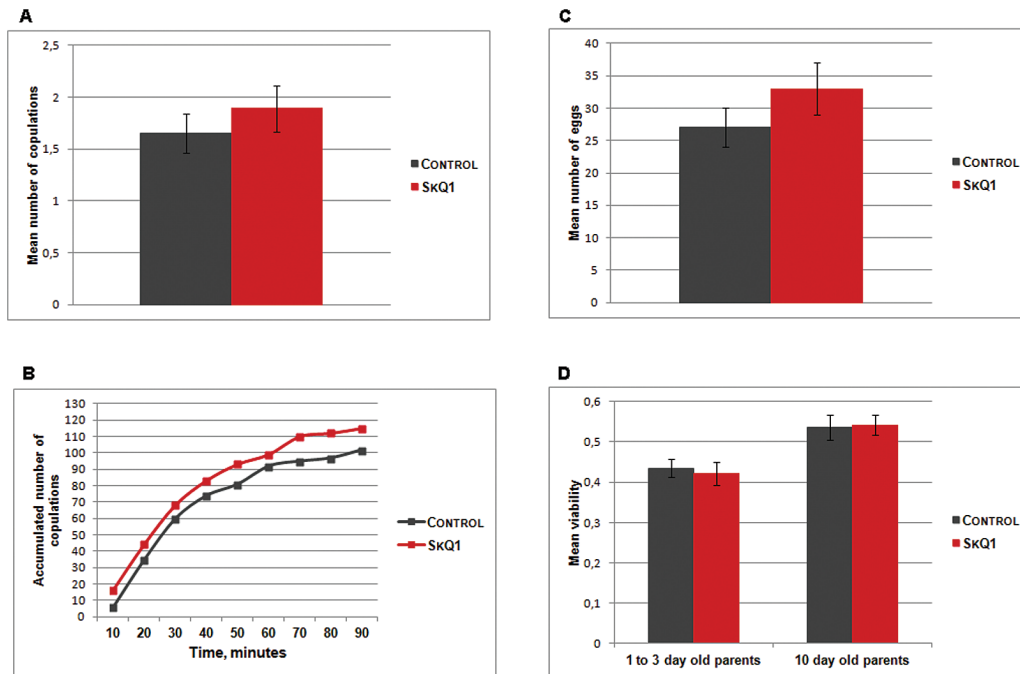 A
Mean number of copulations
2,5
2
1,5
1
0,5
0
CONTROL
SKQ1
C
Mean number of eggs
40
35
30
25
20
15
10
5
0
CONTROL
SKQ1
B
Accumulated number of
copulations
130
120
110
100
90
80
70
60
50
40
30
20
10
0
10 20 30 40 50 60 70 80 90
Time, minutes
CONTROL
SKQ1
D
Mean viability
0,6
0,5
0,4
0,3
0,2
0,1
0
1 to 3 day old parents 10 day old parents
CONTROL
SKQ1